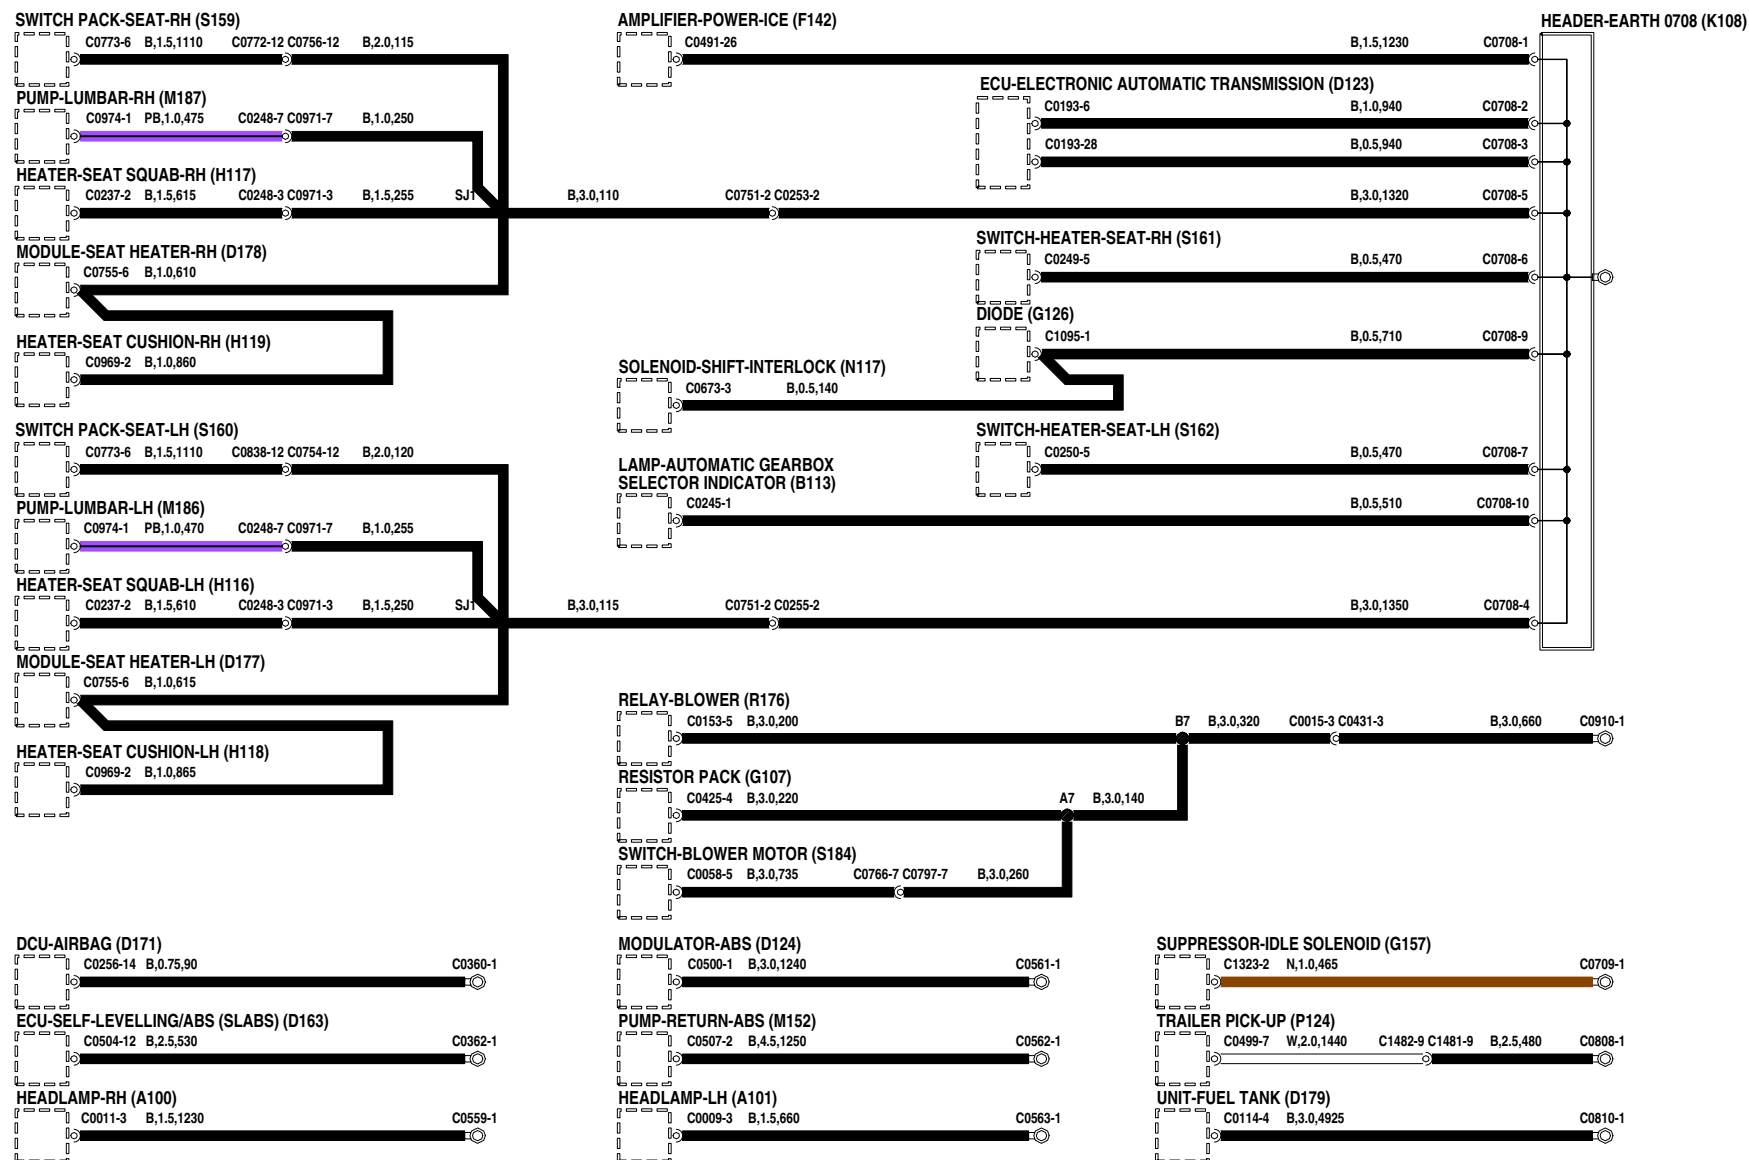 SWITCH PACK-SEAT-RH (S159)
C0773-6 B,1.5,1110 C0772-12 C0756-12 B,2.0,115
PUMP-LUMBAR-RH (M187)
C0974-1 PB,1.0,475 C0248-7 C0971-7 B,1.0,250
HEATER-SEAT SQUAB-RH (H117)
C0237-2 B,1.5,615 C0248-3 C0971-3 B,1.5,255 SJ1 B,3.0,110 C0751-2 C0253-2 B,3.0,1320 C0708-5
MODULE-SEAT HEATER-RH (D178)
C0755-6 B,1.0,610
HEATER-SEAT CUSHION-RH (H119)
C0969-2 B,1.0,860
SWITCH PACK-SEAT-LH (S160)
C0773-6 B,1.5,1110 C0838-12 C0754-12 B,2.0,120
PUMP-LUMBAR-LH (M186)
C0974-1 PB,1.0,470 C0248-7 C0971-7 B,1.0,255
HEATER-SEAT SQUAB-LH (H116)
C0237-2 B,1.5,610 C0248-3 C0971-3 B,1.5,250 SJ1 B,3.0,115 C0751-2 C0255-2 B,3.0,1350 C0708-4
MODULE-SEAT HEATER-LH (D177)
C0755-6 B,1.0,615
HEATER-SEAT CUSHION-LH (H118)
C0969-2 B,1.0,865
AMPLIFIER-POWER-ICE (F142)
C0491-26 B,1.5,1230 C0708-1
HEADER-EARTH 0708 (K108)
ECU-ELECTRONIC AUTOMATIC TRANSMISSION (D123)
C0193-6 B,1.0,940 C0708-2
C0193-28 B,0.5,940 C0708-3
SWITCH-HEATER-SEAT-RH (S161)
C0249-5 B,0.5,470 C0708-6
DIODE (G126)
C1095-1 B,0.5,710 C0708-9
SOLENOID-SHIFT-INTERLOCK (N117)
C0673-3 B,0.5,140
SWITCH-HEATER-SEAT-LH (S162)
C0250-5 B,0.5,470 C0708-7
LAMP-AUTOMATIC GEARBOX
SELECTOR INDICATOR (B113)
C0245-1 B,0.5,510 C0708-10
RELAY-BLOWER (R176)
C0153-5 B,3.0,200 B7 B,3.0,320 C0015-3 C0431-3 B,3.0,660 C0910-1
RESISTOR PACK (G107)
C0425-4 B,3.0,220 A7 B,3.0,140
SWITCH-BLOWER MOTOR (S184)
C0058-5 B,3.0,735 C0766-7 C0797-7 B,3.0,260
DCU-AIRBAG (D171)
C0256-14 B,0.75,90 C0360-1
ECU-SELF-LEVELLING/ABS (SLABS) (D163)
C0504-12 B,2.5,530 C0362-1
HEADLAMP-RH (A100)
C0011-3 B,1.5,1230 C0559-1
MODULATOR-ABS (D124)
C0500-1 B,3.0,1240 C0561-1
PUMP-RETURN-ABS (M152)
C0507-2 B,4.5,1250 C0562-1
HEADLAMP-LH (A101)
C0009-3 B,1.5,660 C0563-1
SUPPRESSOR-IDLE SOLENOID (G157)
C1323-2 N,1.0,465 C0709-1
TRAILER PICK-UP (P124)
C0499-7 W,2.0,1440 C1482-9 C1481-9 B,2.5,480 C0808-1
UNIT-FUEL TANK (D179)
C0114-4 B,3.0,4925 C0810-1